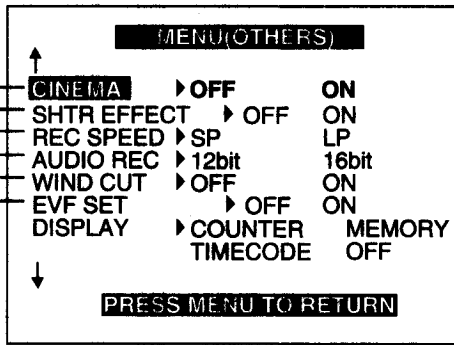 MENU(OTHERS)
CINEMA ▶OFF ON
SHTR EFFECT ▶ OFF ON
REC SPEED ▶SP LP
AUDIO REC ▶12bit 16bit
WIND CUT ▶OFF ON
EVF SET ▶ OFF ON
DISPLAY ▶COUNTER MEMORY
TIMECODE OFF
PRESS MENU TO RETURN